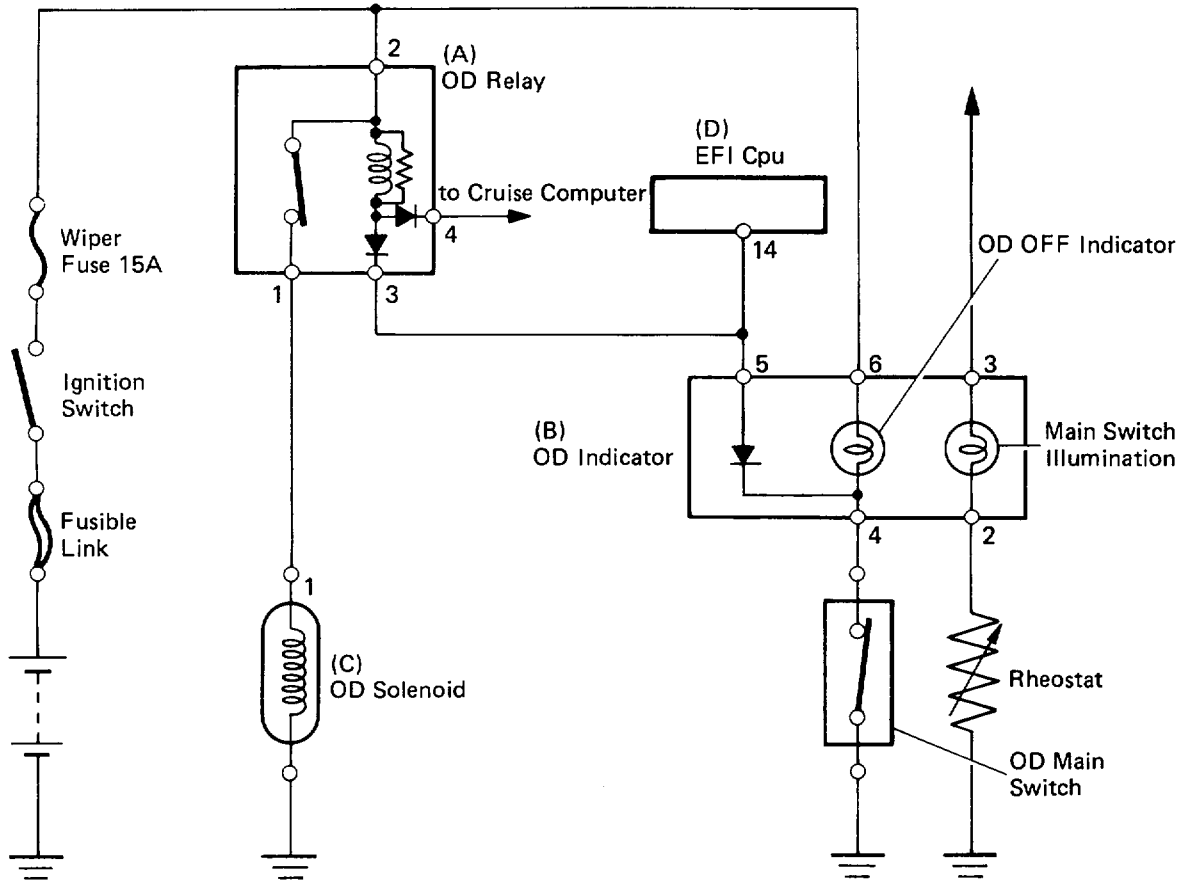 2
(A)
OD Relay
(D)
EFI Cpu
to Cruise Computer
4
14
OD OFF Indicator
Wiper
Fuse 15A
1
3
Ignition
Switch
5
6
3
(B)
OD Indicator
Main Switch
Illumination
Fusible
Link
4
2
1
(C)
OD Solenoid
Rheostat
OD Main
Switch